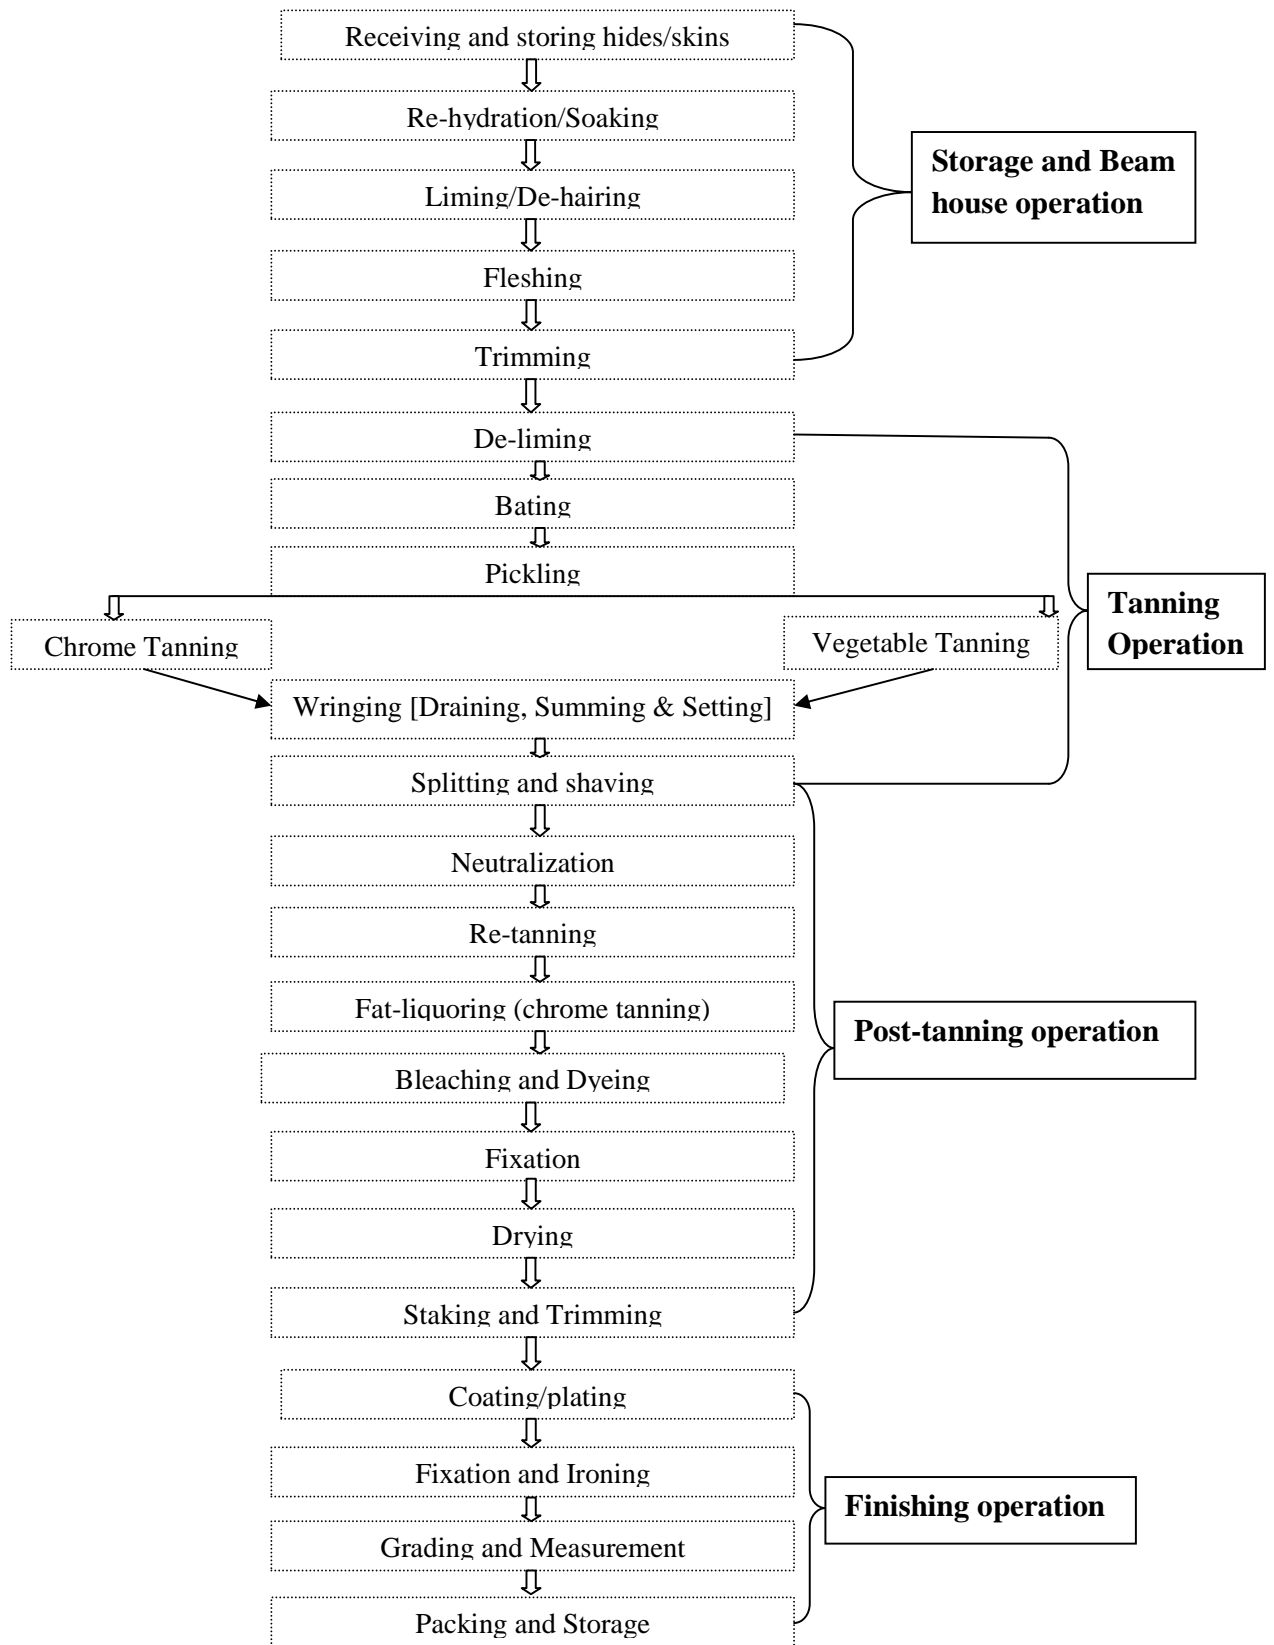 Receiving and storing hides/skins
Re-hydration/Soaking
Storage and Beam
house operation
Liming/De-hairing
Fleshing
Trimming
De-liming
Bating
Pickling
Tanning
Operation
Chrome Tanning
Vegetable Tanning
Wringing [Draining, Summing & Setting]
Splitting and shaving
Neutralization
Re-tanning
Fat-liquoring (chrome tanning)
Post-tanning operation
Bleaching and Dyeing
Fixation
Drying
Staking and Trimming
Coating/plating
Fixation and Ironing
Finishing operation
Grading and Measurement
Packing and Storage